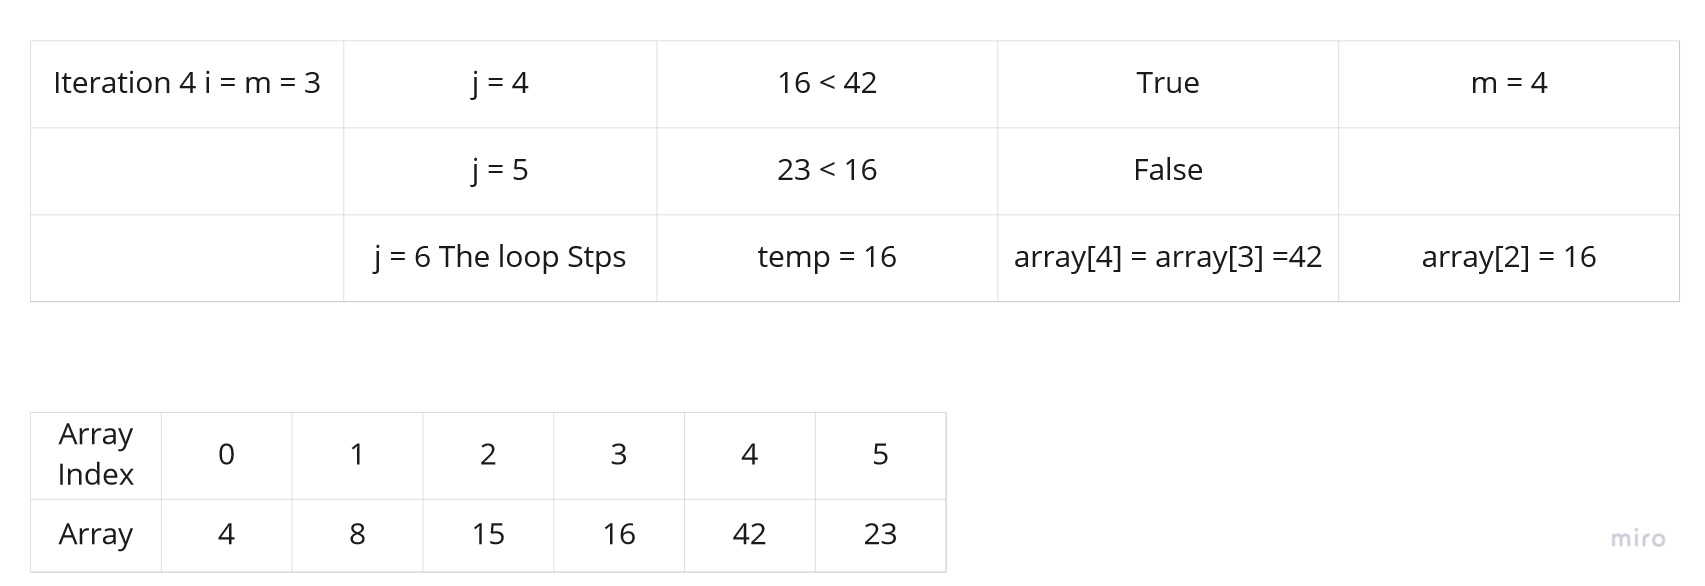 Iteration 4 i = m = 3 j = 4 16 < 42 True m = 4
j = 5 23 < 16 False
j = 6 The loop Stps temp = 16 array[4] = array[3] =42 array[2] = 16
Array
Index 0 1 2 3 4 5
Array 4 8 15 16 42 23
miro